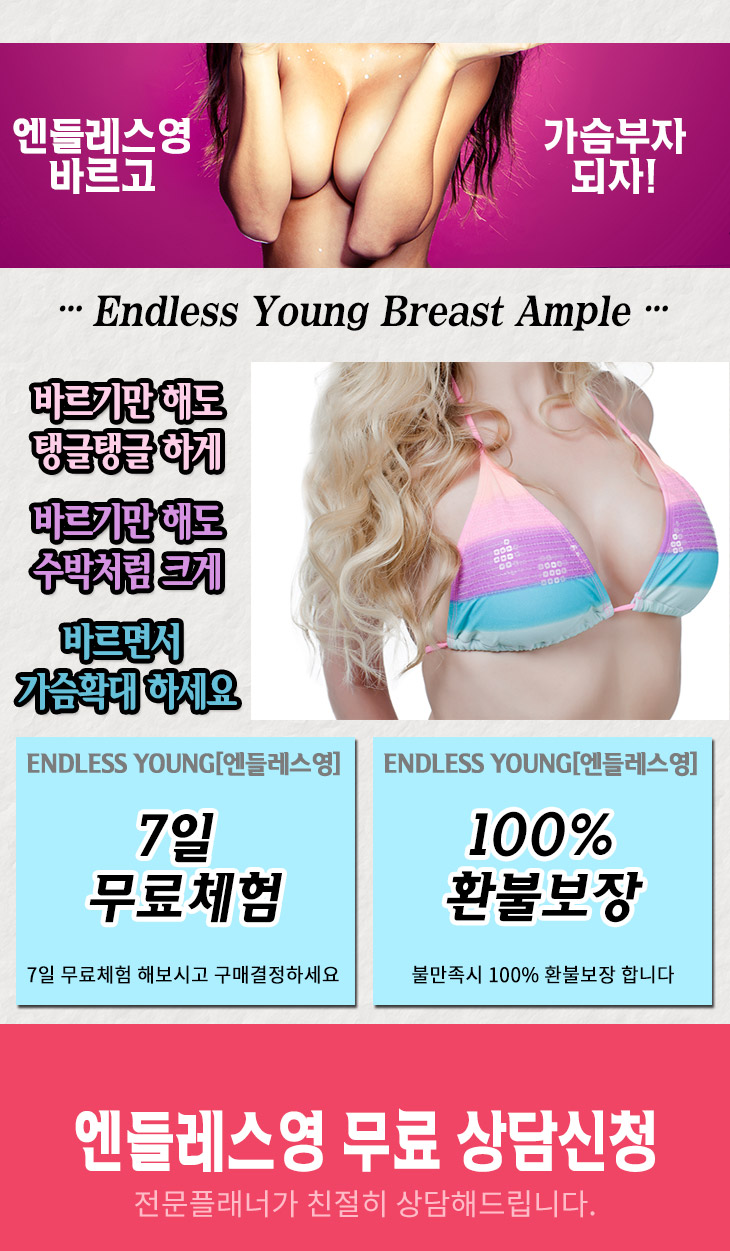 엔들레스영
바르고
가슴부자
되자!
··· Endless Young Breast Ample ···
바르기만 해도
탱글탱글 하게
바르기만 해도
수박처럼 크게
바르면서
가슴확대 하세요
ENDLESS YOUNG[엔들레스영]
7일
무료체험
7일 무료체험 해보시고 구매결정하세요
ENDLESS YOUNG[엔들레스영]
100%
환불보장
불만족시 100% 환불보장 합니다
엔들레스영 무료 상담신청
전문플래너가 친절히 상담해드립니다.